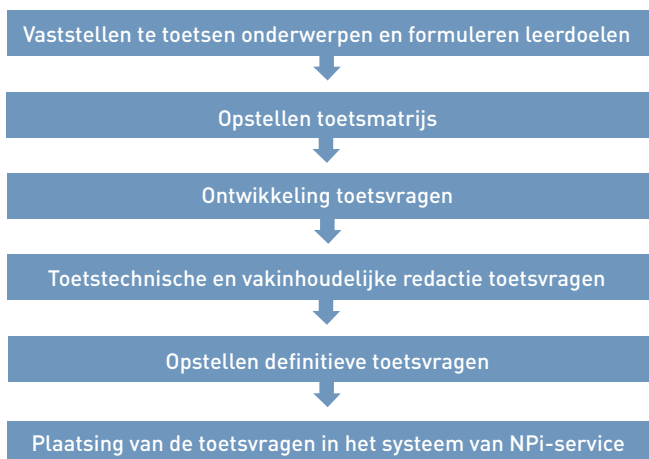 Vaststellen te toetsen onderwerpen en formuleren leerdoelen
Opstellen toetsmatrijs
Ontwikkeling toetsvragen
Toetstechnische en vakinhoudelijke redactie toetsvragen
Opstellen definitieve toetsvragen
Plaatsing van de toetsvragen in het systeem van NPi-service